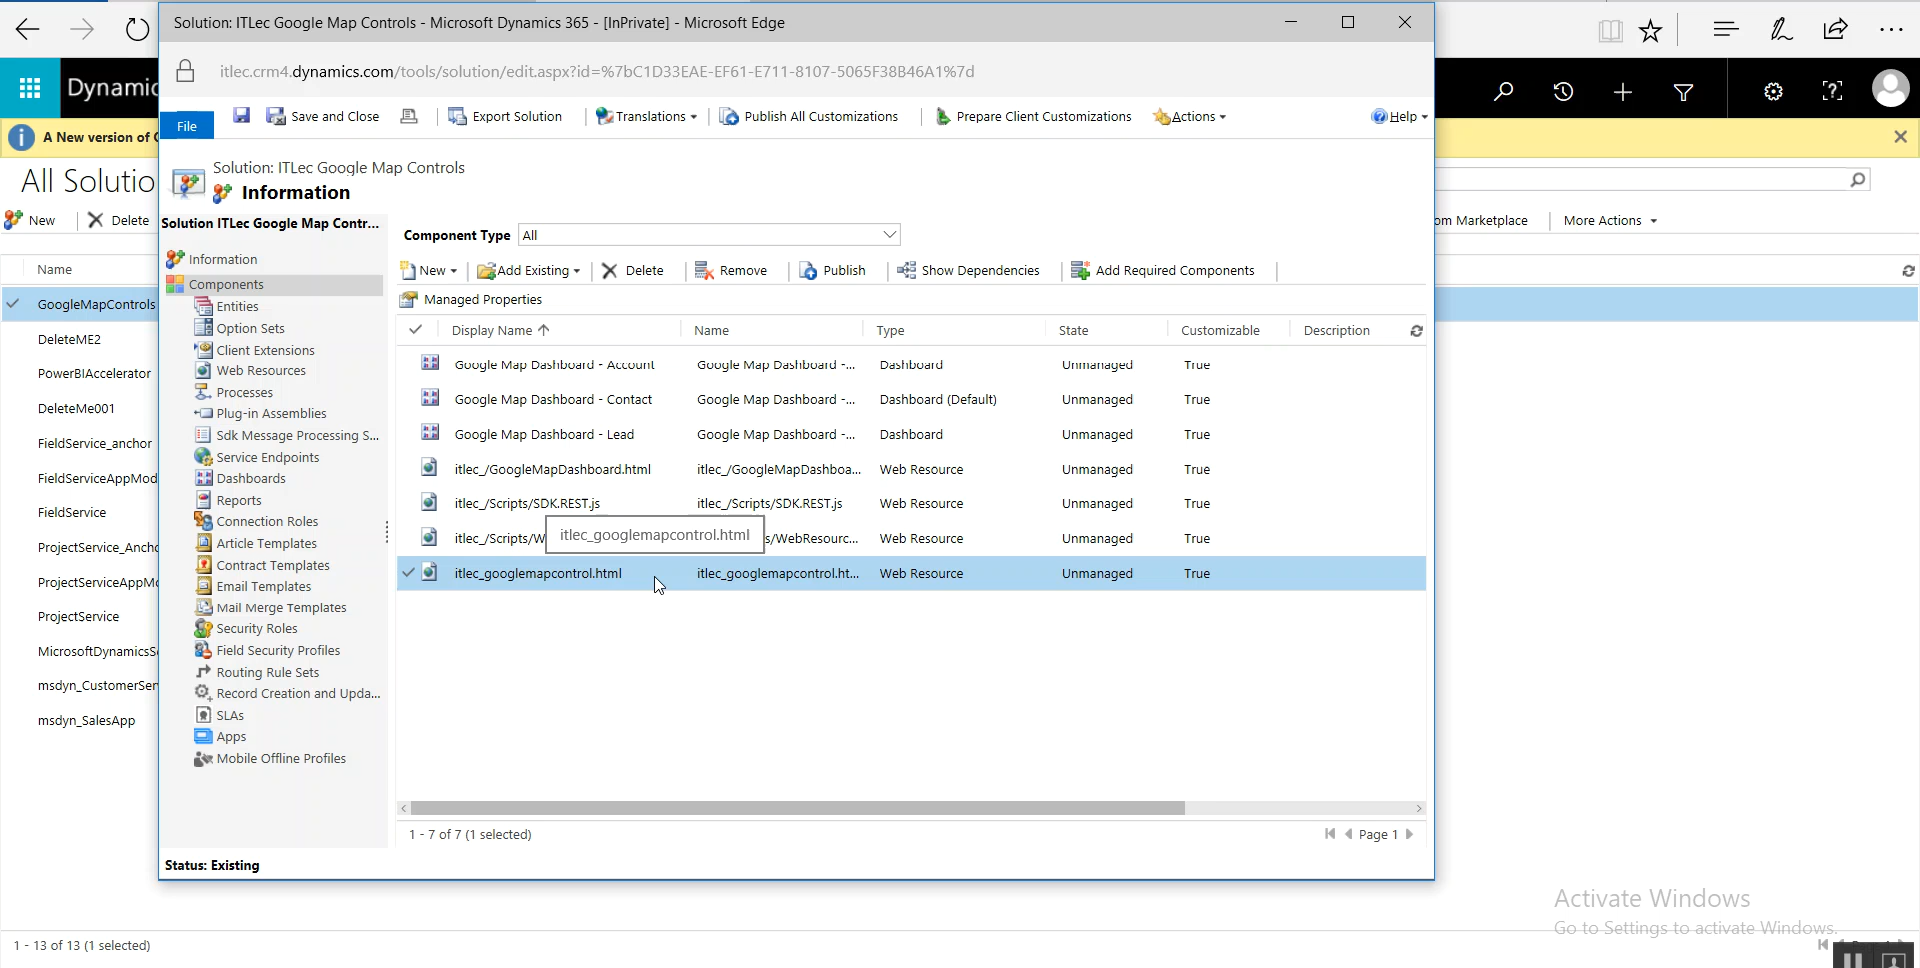 Solution: ITLec Google Map Controls - Microsoft Dynamics 365 - [InPrivate] - Microsoft Edge
itlec.crm4.dynamics.com/tools/solution/edit.aspx?id=%7bC1D33EAE-EF61-E711-8107-5065F38B46A1%7d
Dynamic
File
Save and Close
Export Solution
Translations
Publish All Customizations
Prepare Client Customizations
Actions
Help
A New version of
All Solutio
Solution: ITLec Google Map Controls
Information
New
Delete
om Marketplace
More Actions
Solution ITLec Google Map Contr...
Component Type All
Information
Components
Entities
Option Sets
Client Extensions
Web Resources
Processes
Plug-in Assemblies
Sdk Message Processing S...
Service Endpoints
Dashboards
Reports
Connection Roles
Article Templates
Contract Templates
Email Templates
Mail Merge Templates
Security Roles
Field Security Profiles
Routing Rule Sets
Record Creation and Upda...
SLAs
Apps
Mobile Offline Profiles
New
Add Existing
Delete
Remove
Publish
Show Dependencies
Add Required Components
Managed Properties
Display Name Name Type State Customizable Description
Google Map Dashboard - Account Google Map Dashboard -... Dashboard Unmanaged True
Google Map Dashboard - Contact Google Map Dashboard -... Dashboard (Default) Unmanaged True
Google Map Dashboard - Lead Google Map Dashboard -... Dashboard Unmanaged True
itlec_/GoogleMapDashboard.html itlec_/GoogleMapDashboa... Web Resource Unmanaged True
itlec_/Scripts/SDK.REST.js itlec_/Scripts/SDK.REST.js Web Resource Unmanaged True
itlec_/Scripts/W s/WebResourc... Web Resource Unmanaged True
itlec_googlemapcontrol.html
itlec_googlemapcontrol.html itlec_googlemapcontrol.ht... Web Resource Unmanaged True
1 - 7 of 7 (1 selected)
Page 1
Status: Existing
Name
GoogleMapControls
DeleteME2
PowerBIAccelerator
DeleteMe001
FieldService_anchor
FieldServiceAppMod
FieldService
ProjectService_Ancho
ProjectServiceAppMo
ProjectService
MicrosoftDynamicsS
msdyn_CustomerSer
msdyn_SalesApp
1 - 13 of 13 (1 selected)
Activate Windows
Go to Settings to activate Windows.